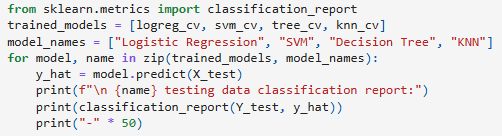 from sklearn.metrics import classification_report
trained_models = [logreg_cv, svm_cv, tree_cv, knn_cv]
model_names = ["Logistic Regression", "SVM", "Decision Tree", "KNN"]
for model, name in zip(trained_models, model_names):
    y_hat = model.predict(X_test)
    print(f"\n {name} testing data classification report:")
    print(classification_report(Y_test, y_hat))
    print("-" * 50)